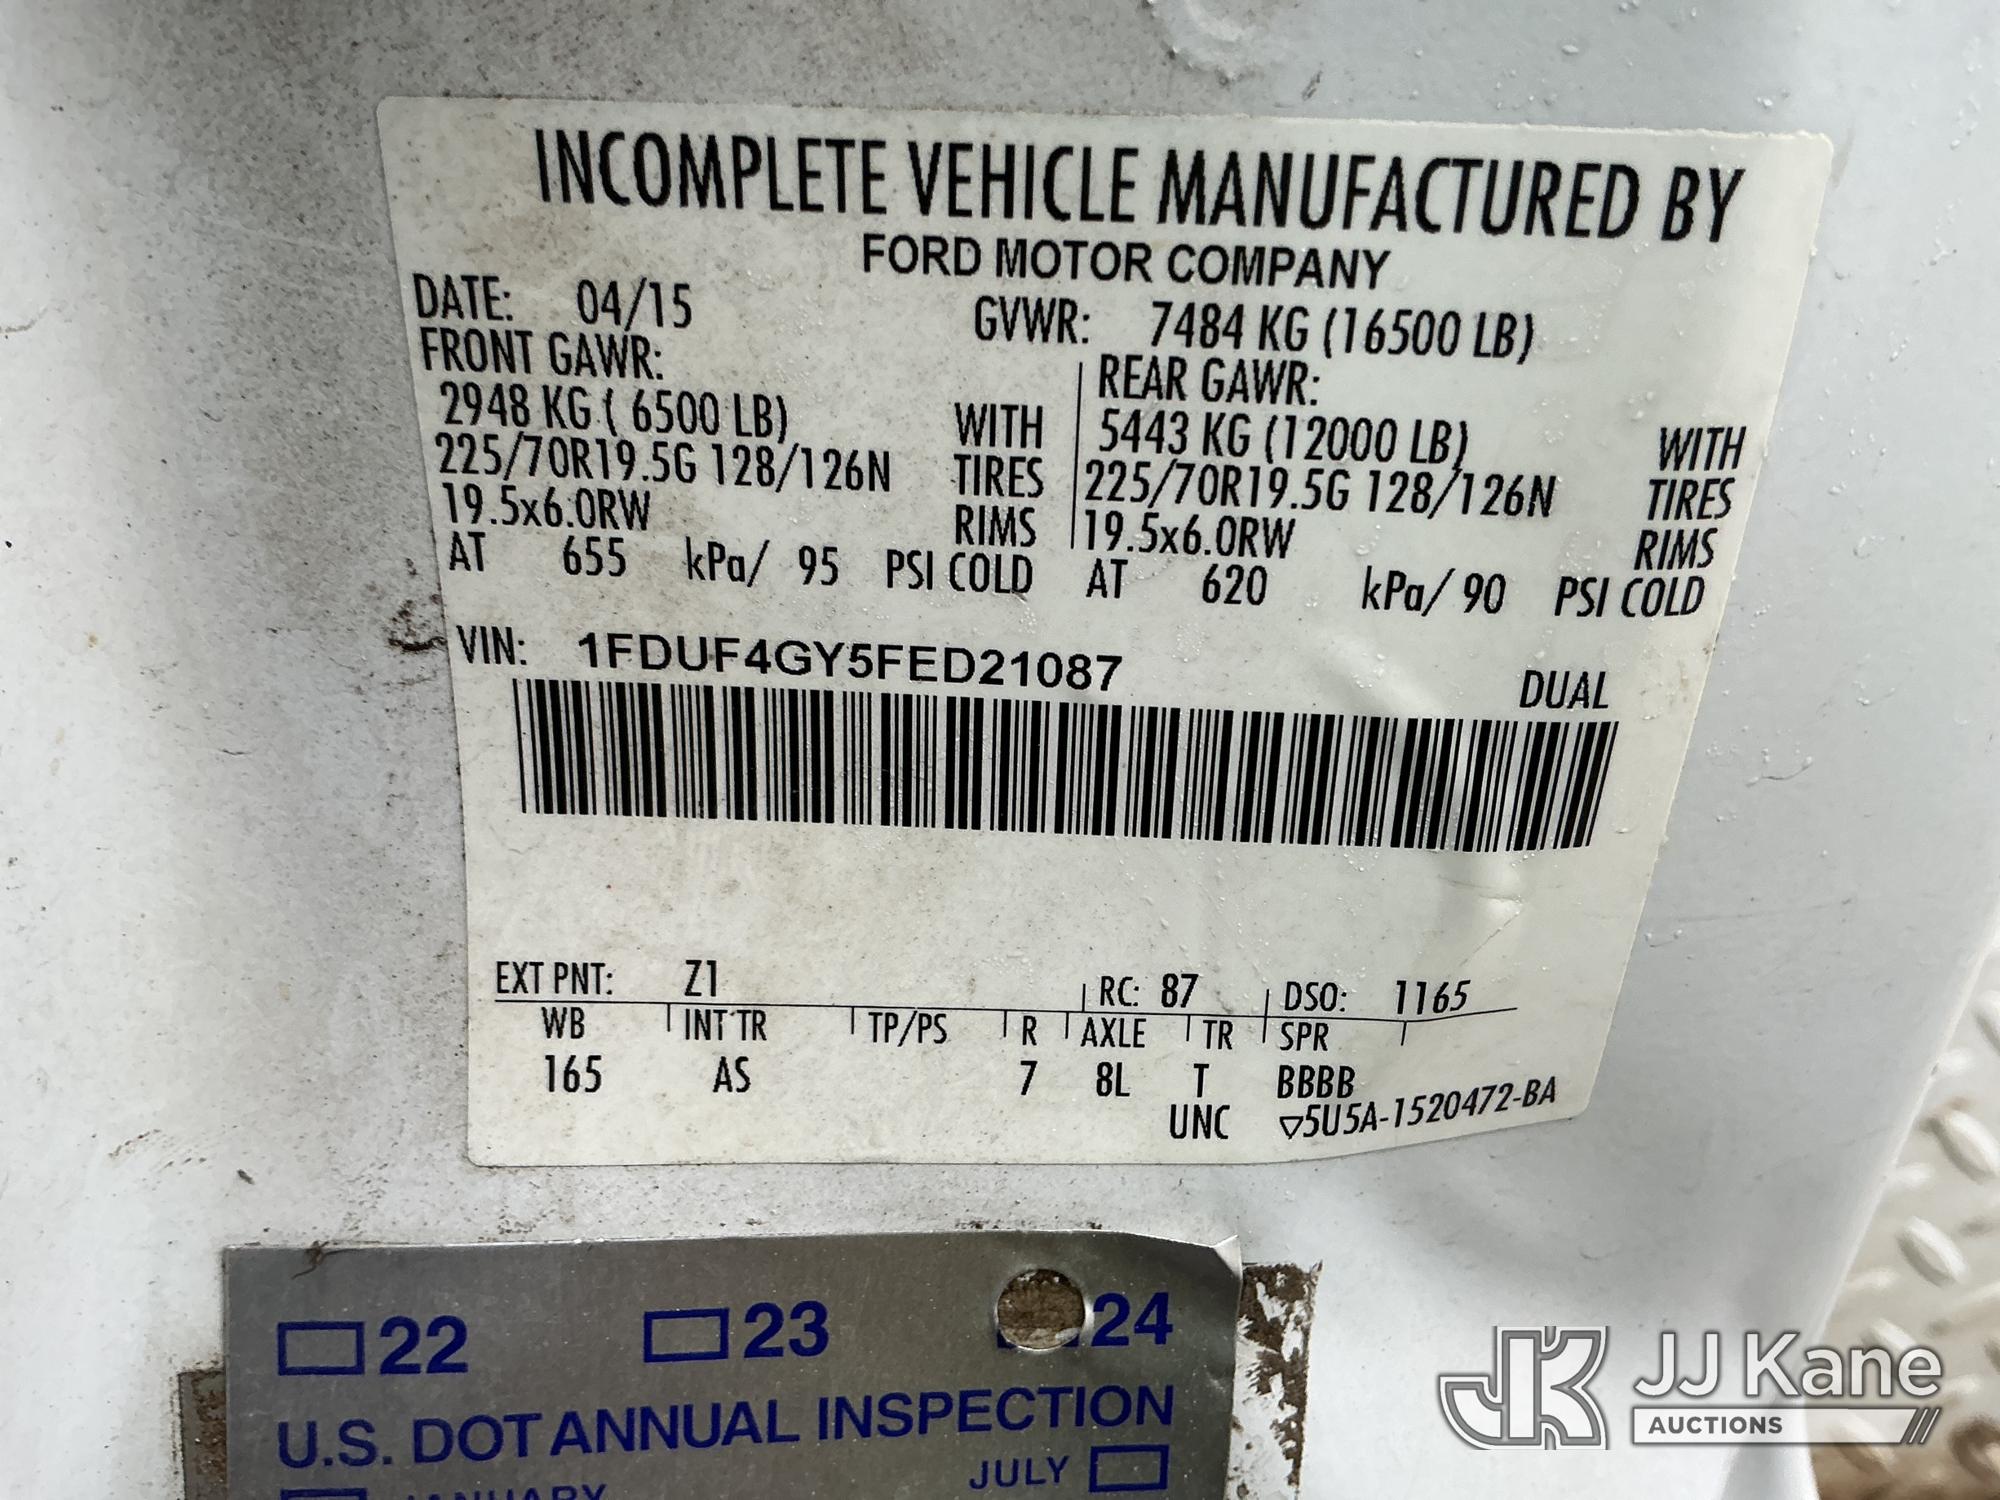 INCOMPLETE VEHICLE MANUFACTURED BY
FORD MOTOR COMPANY
DATE: 04/15 GVWR: 7484 KG (16500 LB)
FRONT GAWR: REAR GAWR:
2948 KG ( 6500 LB) WITH 5443 KG (12000 LB) WITH
225/70R19.5G 128/126N TIRES 225/70R19.5G 128/126N TIRES
19.5x6.0RW RIMS 19.5x6.0RW RIMS
AT 655 kPa/ 95 PSI COLD AT 620 kPa/ 90 PSI COLD
VIN: 1FDUF4GY5FED21087
DUAL
EXT PNT: Z1 RC: 87 DSO: 1165
WB INT TR TP/PS R AXLE TR SPR
165 AS 7 8L T BBBB
UNC ▽5U5A-1520472-BA
22 23 24
U.S. DOT ANNUAL INSPECTION
JANUARY JULY
JK JJ Kane
AUCTIONS